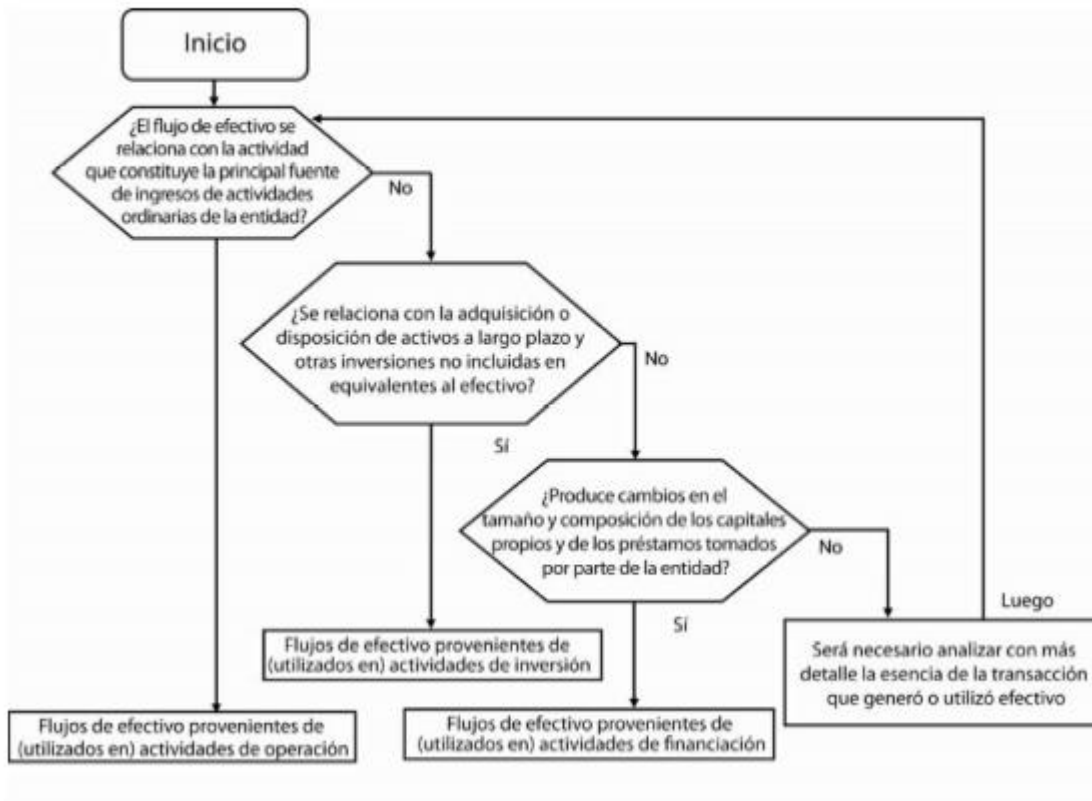 Inicio
¿El flujo de efectivo se
relaciona con la actividad
que constituye la principal fuente
de ingresos de actividades
ordinarias de la entidad?
No
¿Se relaciona con la adquisición o
disposición de activos a largo plazo y
otras inversiones no incluidas en
equivalentes al efectivo?
No
Sí
¿Produce cambios en el
tamaño y composición de los capitales
propios y de los préstamos tomados
por parte de la entidad?
No
Sí
Luego
Será necesario analizar con más
detalle la esencia de la transacción
que generó o utilizó efectivo
Flujos de efectivo provenientes de
(utilizados en) actividades de inversión
Flujos de efectivo provenientes de
(utilizados en) actividades de operación
Flujos de efectivo provenientes de
(utilizados en) actividades de financiación